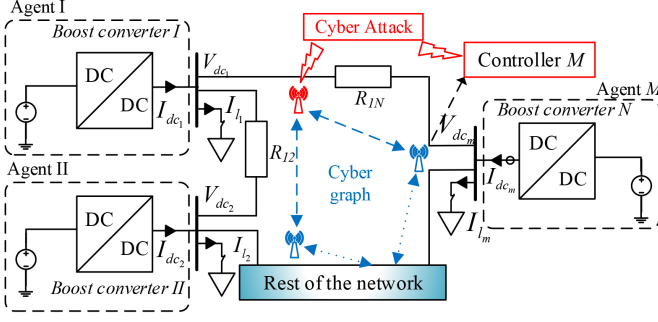 Agent I
Boost converter I
DC
DC
I_dc1
V_dc1
I_l1
Cyber Attack
R_1N
Controller M
Agent M
Boost converter N
V_dcm
I_dcm
DC
DC
I_lm
R_12
Cyber
graph
Agent II
DC
DC
Boost converter II
I_dc2
V_dc2
I_l2
Rest of the network